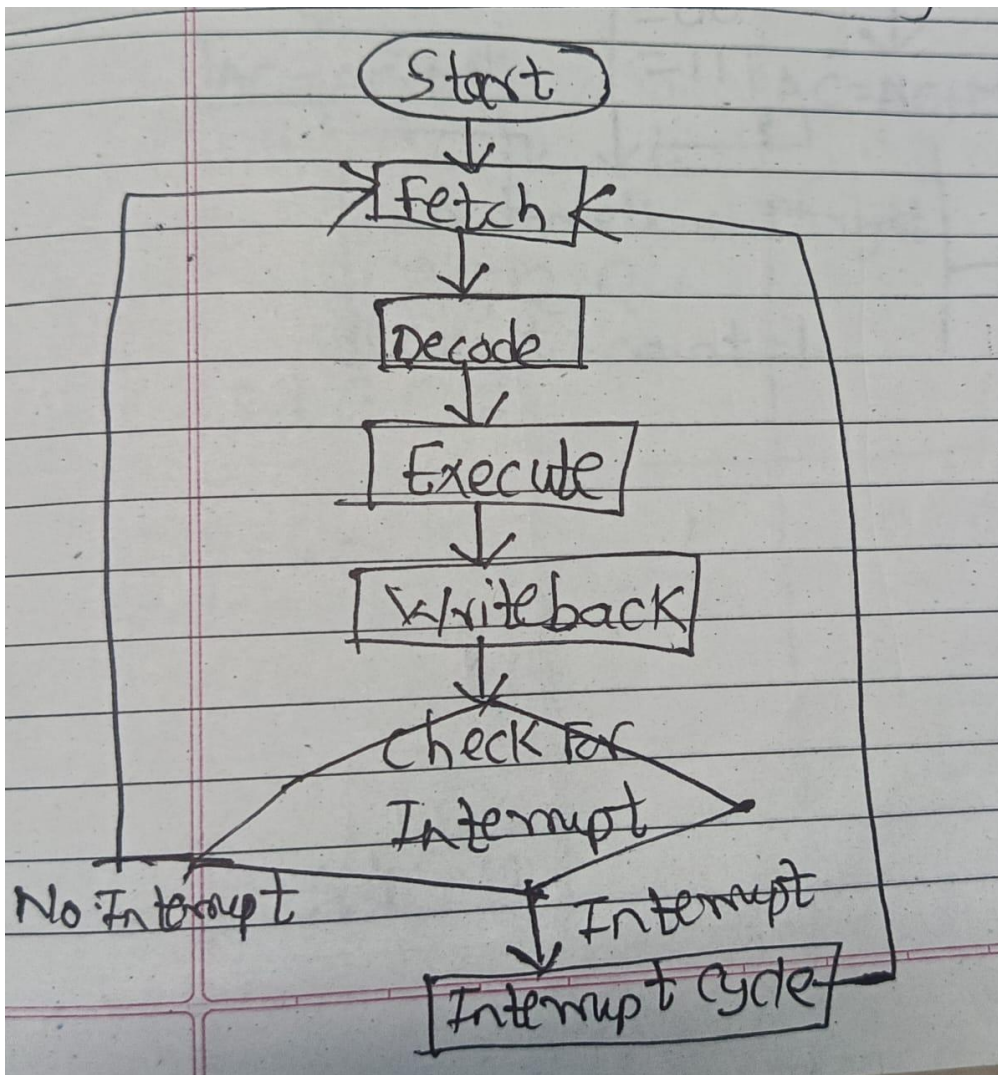 Start
Fetch
Decode
Execute
Writeback
Check For
Interrupt
No Interrupt
Interrupt
Interrupt Cycle